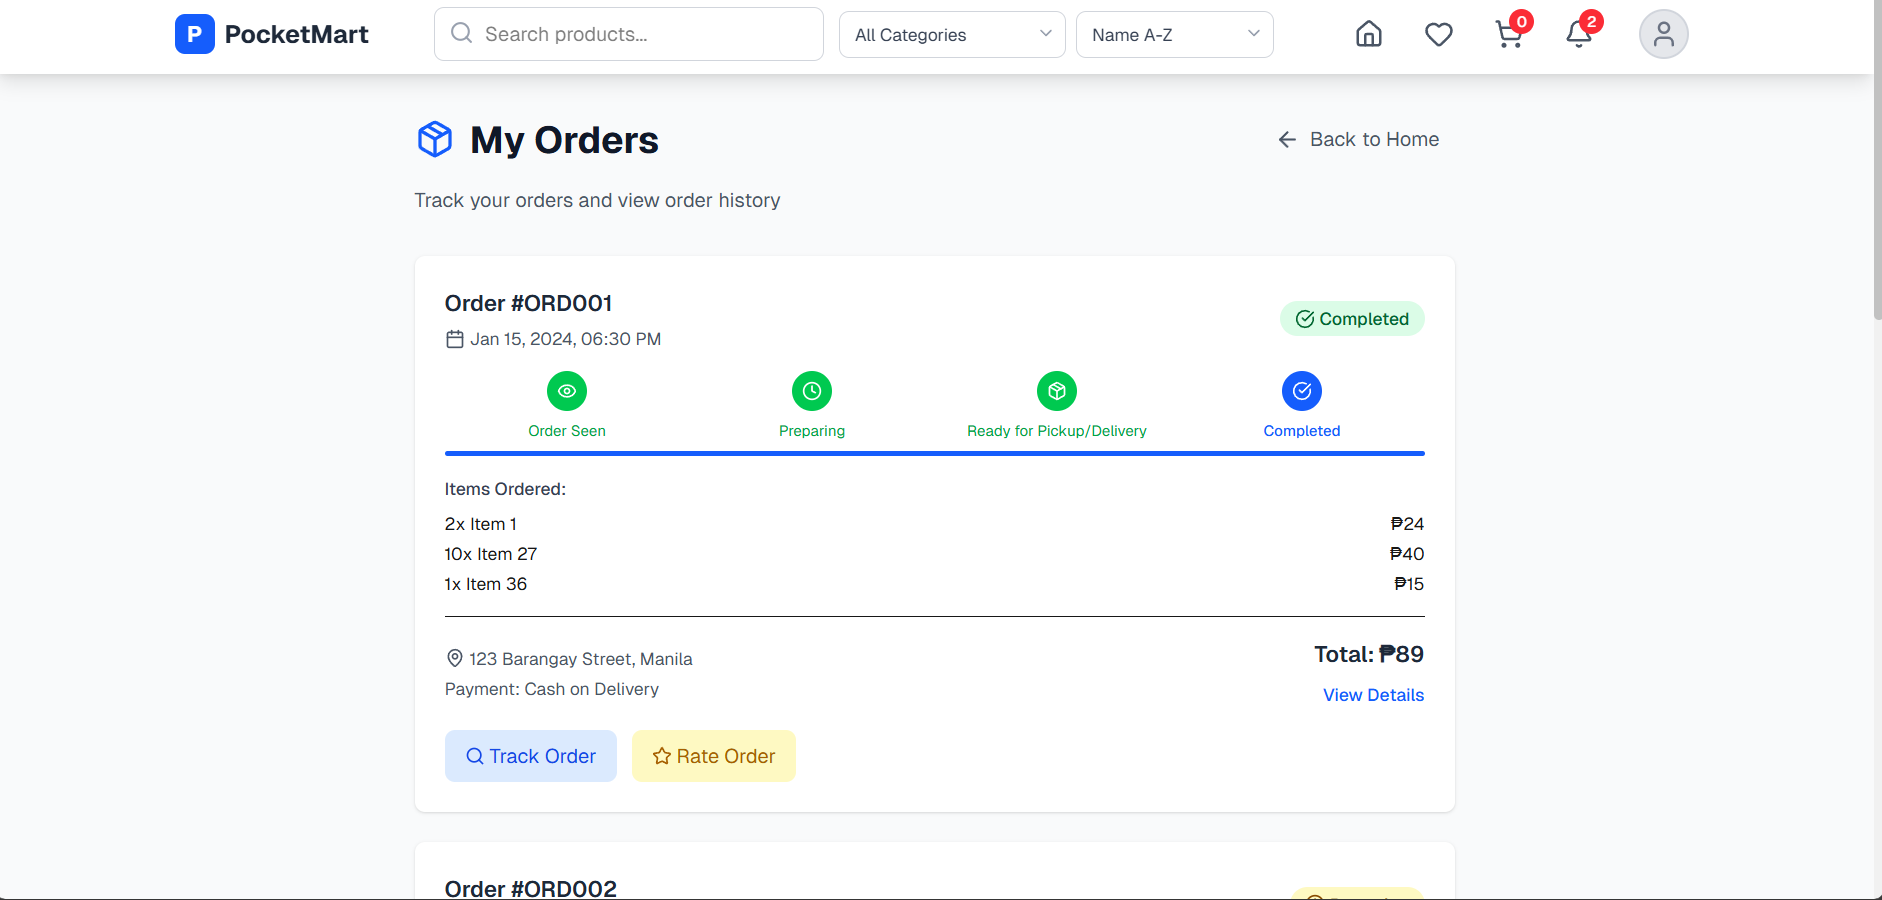 P PocketMart
Search products...
All Categories
Name A-Z
0
2
My Orders
Back to Home
Track your orders and view order history
Order #ORD001
Completed
Jan 15, 2024, 06:30 PM
Order Seen
Preparing
Ready for Pickup/Delivery
Completed
Items Ordered:
2x Item 1 ₱24
10x Item 27 ₱40
1x Item 36 ₱15
123 Barangay Street, Manila
Total: ₱89
Payment: Cash on Delivery
View Details
Track Order
Rate Order
Order #ORD002